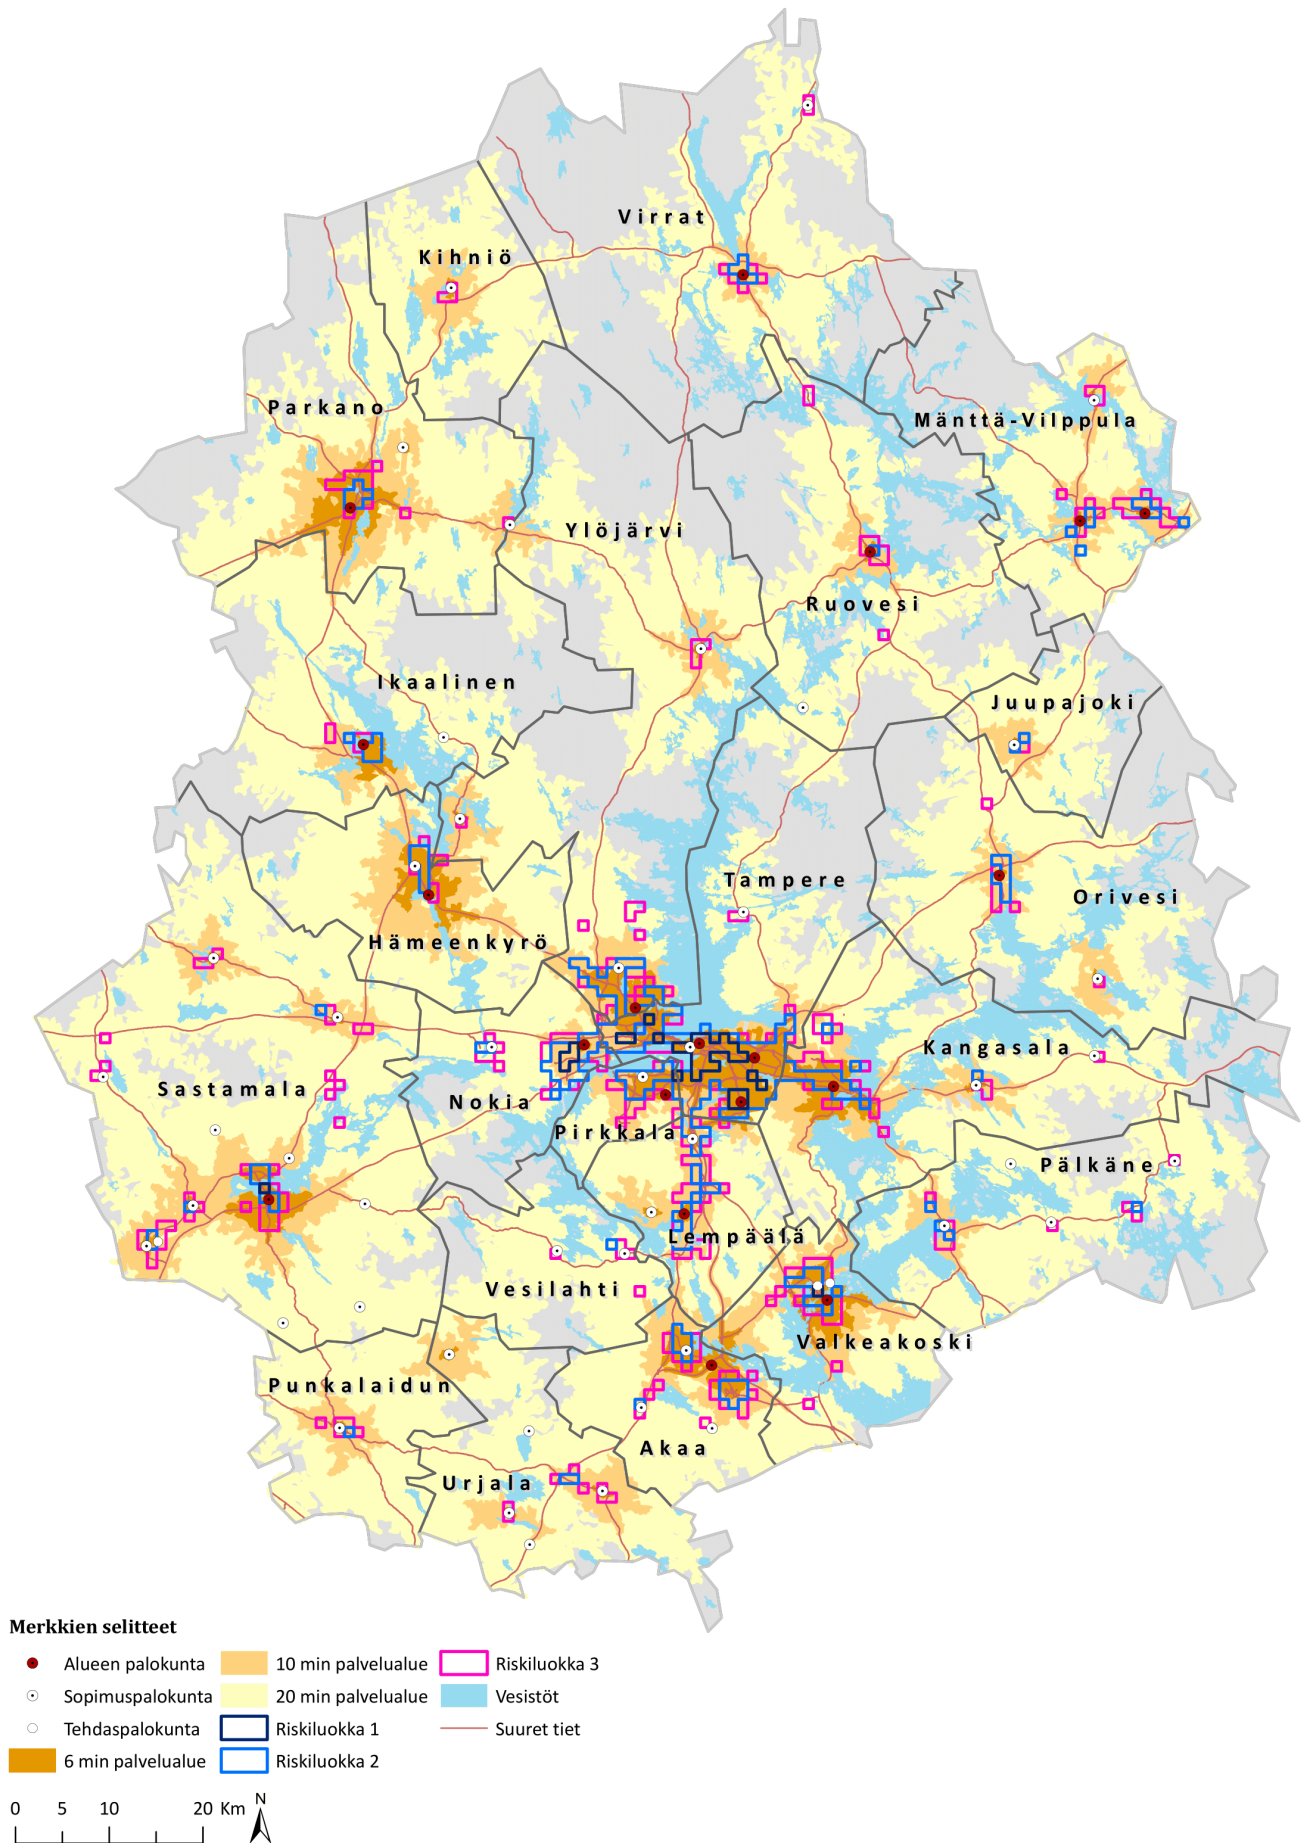 Virrat
Kihniö
Parkano
Mänttä-Vilppula
Ylöjärvi
Ruovesi
Ikaalinen
Juupajoki
Tampere
Orivesi
Hämeenkyrö
Kangasala
Sastamala
Nokia
Pirkkala
Pälkäne
Lempäälä
Vesilahti
Valkeakoski
Punkalaidun
Akaa
Urjala
Merkkien selitteet
Alueen palokunta
Sopimuspalokunta
Tehdaspalokunta
6 min palvelualue
10 min palvelualue
20 min palvelualue
Riskiluokka 1
Riskiluokka 2
Riskiluokka 3
Vesistöt
Suuret tiet
0 5 10 20 Km
N